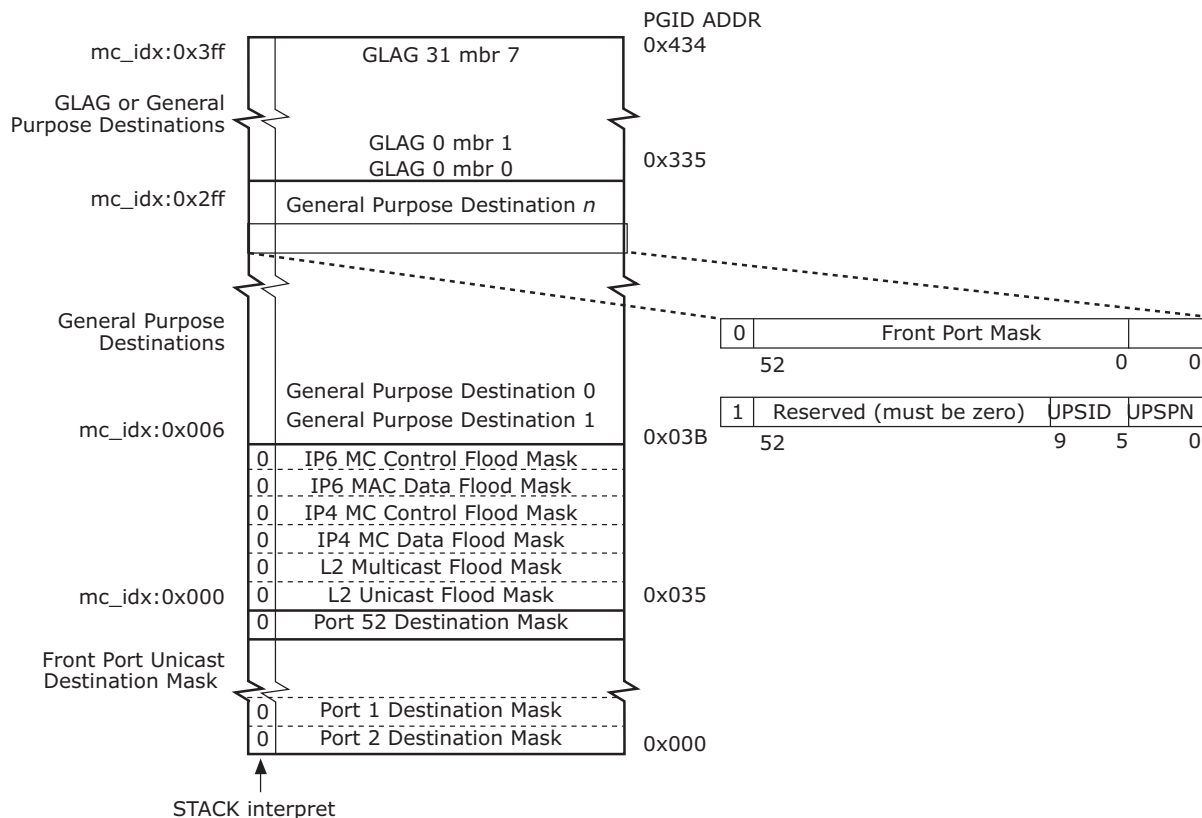 PGID ADDR
mc_idx:0x3ff
GLAG 31 mbr 7
0x434
GLAG or General
Purpose Destinations
GLAG 0 mbr 1
GLAG 0 mbr 0
0x335
mc_idx:0x2ff
General Purpose Destination n
General Purpose
Destinations
0 Front Port Mask
52 0 0
General Purpose Destination 0
General Purpose Destination 1
1 Reserved (must be zero) UPSID UPSPN
52 9 5 0
mc_idx:0x006
0x03B
0 IP6 MC Control Flood Mask
0 IP6 MAC Data Flood Mask
0 IP4 MC Control Flood Mask
0 IP4 MC Data Flood Mask
0 L2 Multicast Flood Mask
mc_idx:0x000
0 L2 Unicast Flood Mask
0x035
0 Port 52 Destination Mask
Front Port Unicast
Destination Mask
0 Port 1 Destination Mask
0 Port 2 Destination Mask
0x000
STACK interpret